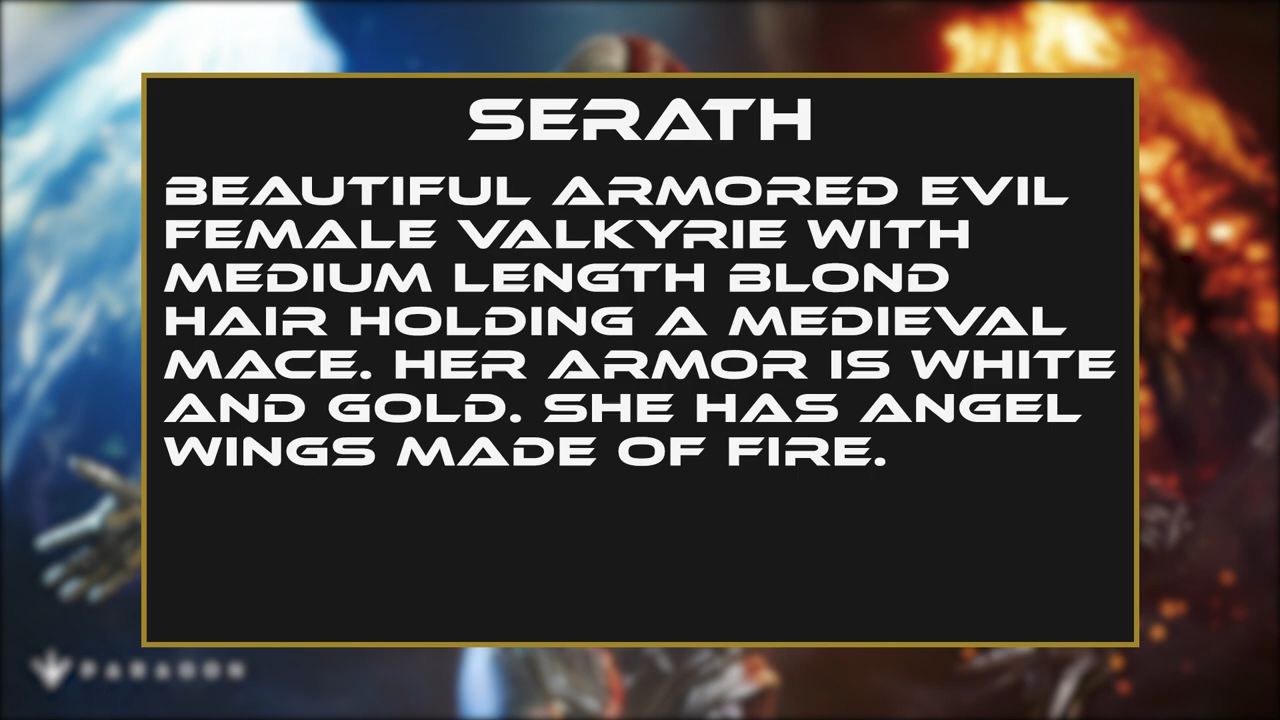 SERATH
BEAUTIFUL ARMORED EVIL
FEMALE VALKYRIE WITH
MEDIUM LENGTH BLOND
HAIR HOLDING A MEDIEVAL
MACE. HER ARMOR IS WHITE
AND GOLD. SHE HAS ANGEL
WINGS MADE OF FIRE.
PARAGON